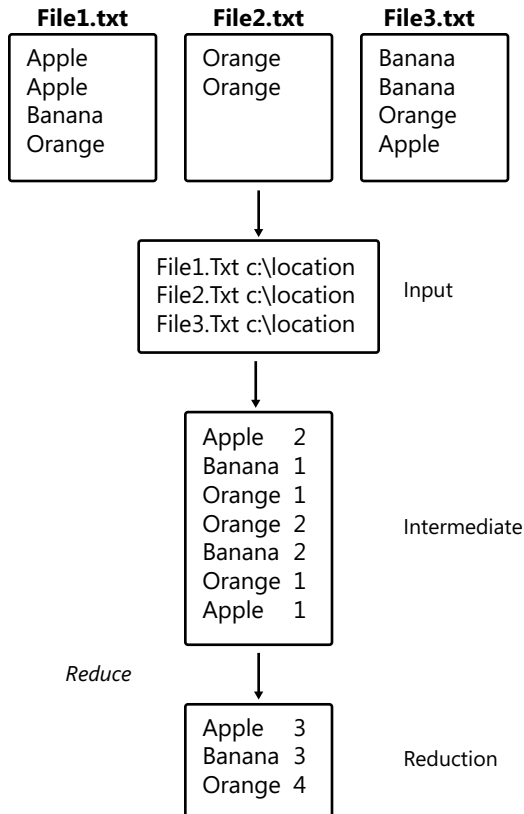 File1.txt File2.txt File3.txt
Apple
Apple
Banana
Orange
Orange
Orange
Banana
Banana
Orange
Apple
File1.Txt c:\location
File2.Txt c:\location
File3.Txt c:\location
Input
Apple 2
Banana 1
Orange 1
Orange 2
Banana 2
Orange 1
Apple 1
Intermediate
Reduce
Apple 3
Banana 3
Orange 4
Reduction